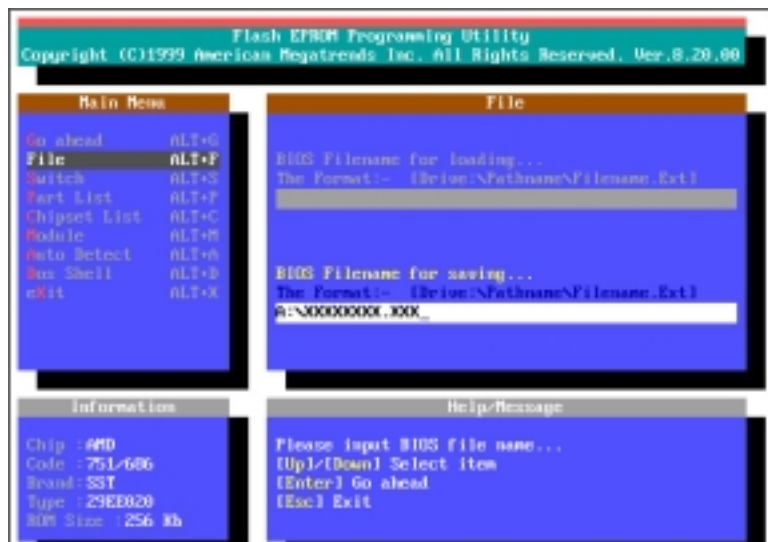 Flash EPROM Programming Utility
Copyright (C)1999 American Megatrends Inc. All Rights Reserved. Ver.8.20.00
Main Menu
Go ahead ALT+G
File ALT+F
Switch ALT+S
Part List ALT+P
Chipset List ALT+C
Module ALT+M
Auto Detect ALT+A
Dos Shell ALT+D
eXit ALT+X
File
BIOS Filename for loading...
The Format:- [Drive:\Pathname\Filename.Ext]
BIOS Filename for saving...
The Format:- [Drive:\Pathname\Filename.Ext]
A:\XXXXXXXX.XXX_
Information
Chip :AMD
Code :751/686
Brand:SST
Type :29EE020
ROM Size :256 Kb
Help/Message
Please input BIOS file name...
[Up]/[Down] Select item
[Enter] Go ahead
[Esc] Exit